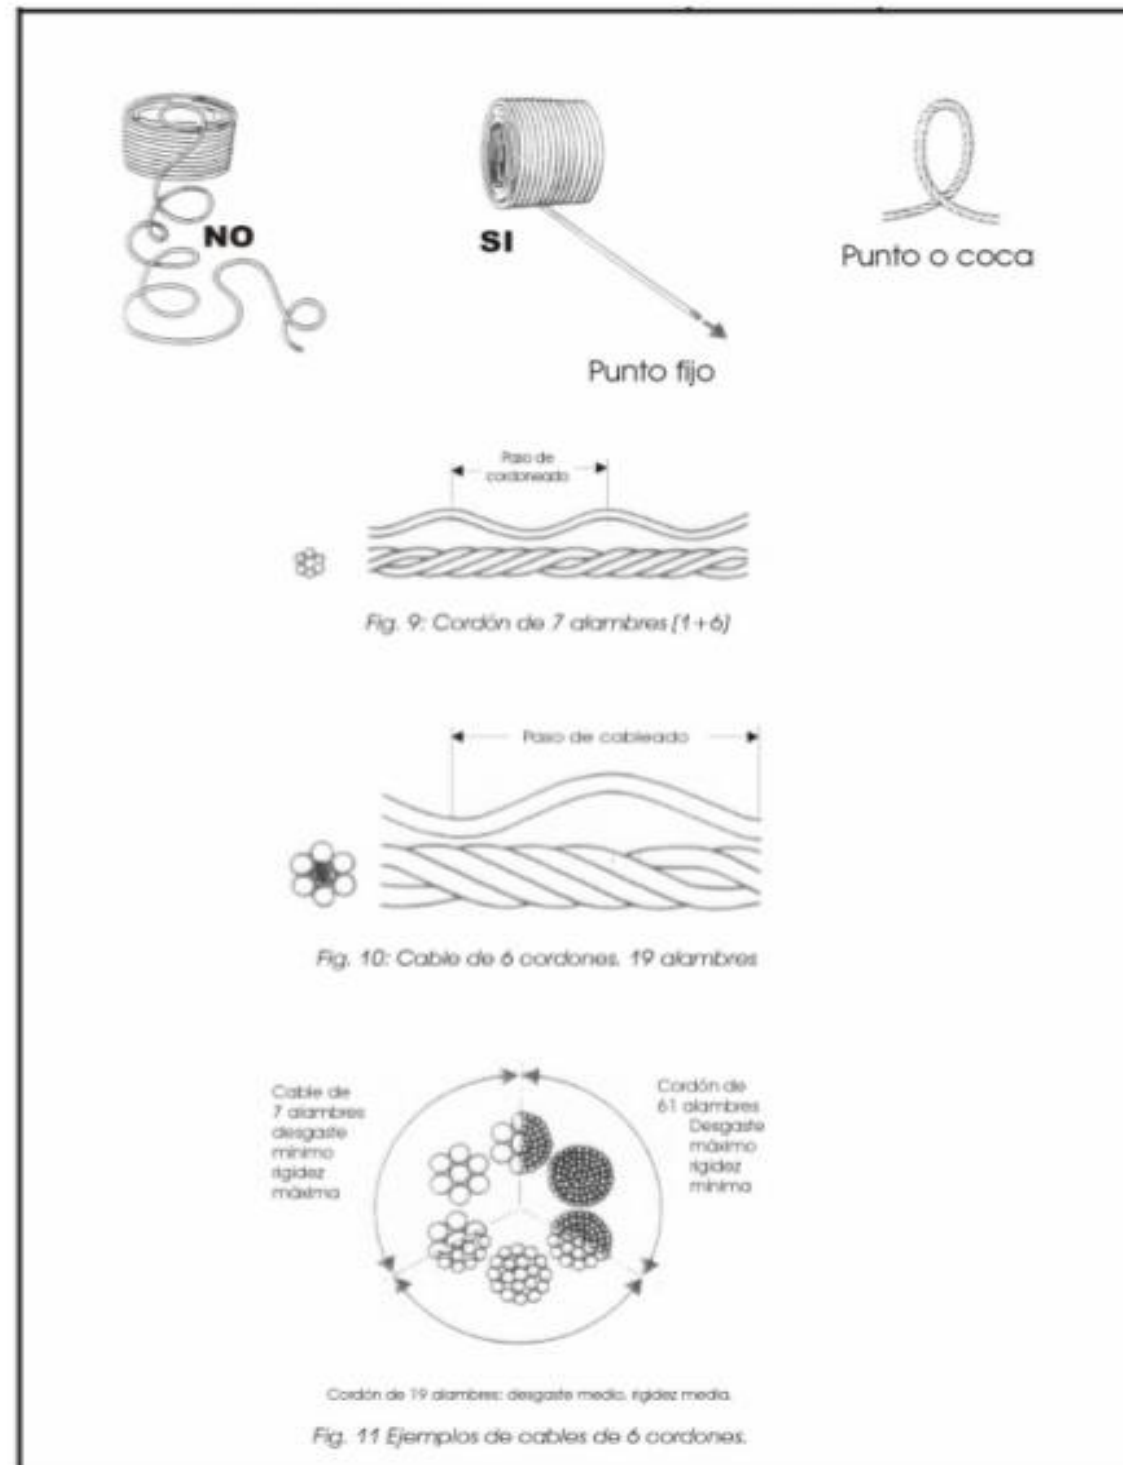 NO
SI
Punto o coca
Punto fijo
Paso de
cordoneado
Fig. 9: Cordón de 7 alambres (1+6)
Paso de cableado
Fig. 10: Cable de 6 cordones. 19 alambres
Cable de
7 alambres
desgaste
mínimo
rigidez
máxima
Cordón de
61 alambres
Desgaste
máximo
rigidez
mínima
Cordón de 19 alambres: desgaste medio, rigidez media.
Fig. 11 Ejemplos de cables de 6 cordones.